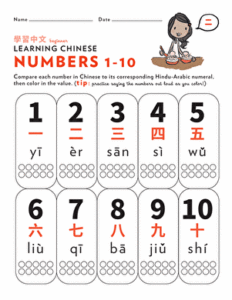 Name Date
二
學習中文 beginner
LEARNING CHINESE
NUMBERS 1-10
Compare each number in Chinese to its corresponding Hindu-Arabic numeral,
then color in the value. (tip: practice saying the numbers out loud as you color!)
1 2 3 4 5
一 二 三 四 五
yī èr sān sì wǔ
6 7 8 9 10
六 七 八 九 十
liù qī bā jiǔ shí